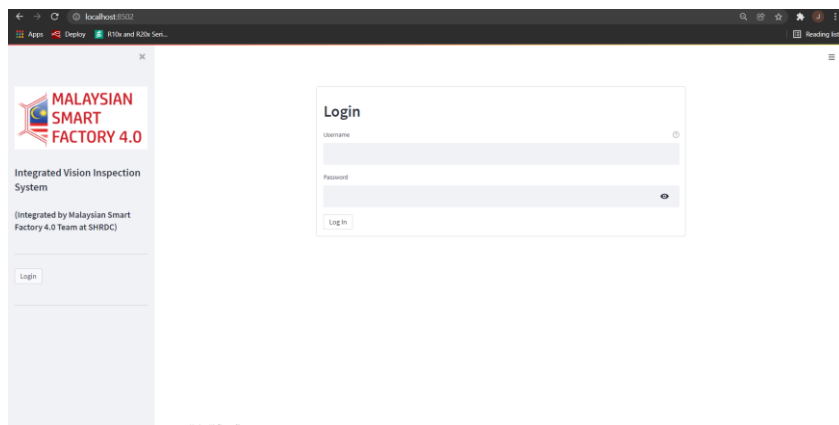 localhost:8502
Apps
Deploy
R10x and R20x Seri...
Reading list
MALAYSIAN
SMART
FACTORY 4.0
Integrated Vision Inspection
System
(Integrated by Malaysian Smart
Factory 4.0 Team at SHRDC)
Login
Login
Username
Password
Log In